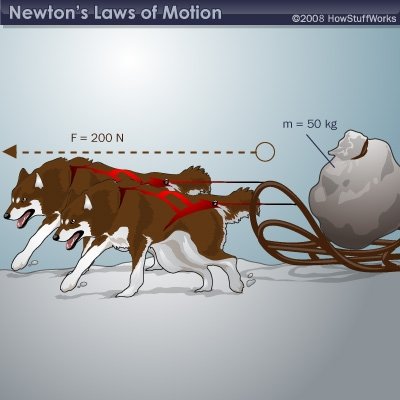 Newton's Laws of Motion
©2008 HowStuffWorks
F = 200 N
m = 50 kg